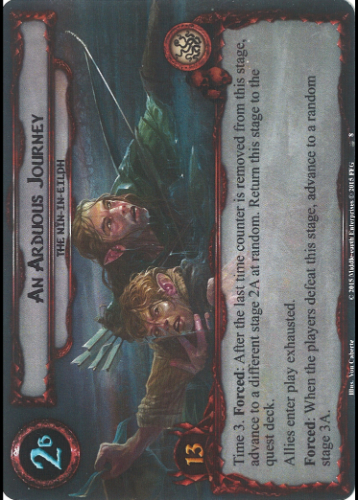 2B
An Arduous Journey
The Nîn-in-Eilph
13
Time 3. Forced: After the last time counter is removed from this stage,
advance to a different stage 2A at random. Return this stage to the
quest deck.
Allies enter play exhausted.
Forced: When the players defeat this stage, advance to a random
stage 3A.
Illus. Yon Caberte © 2015 Middle-earth Enterprises © 2015 FFG